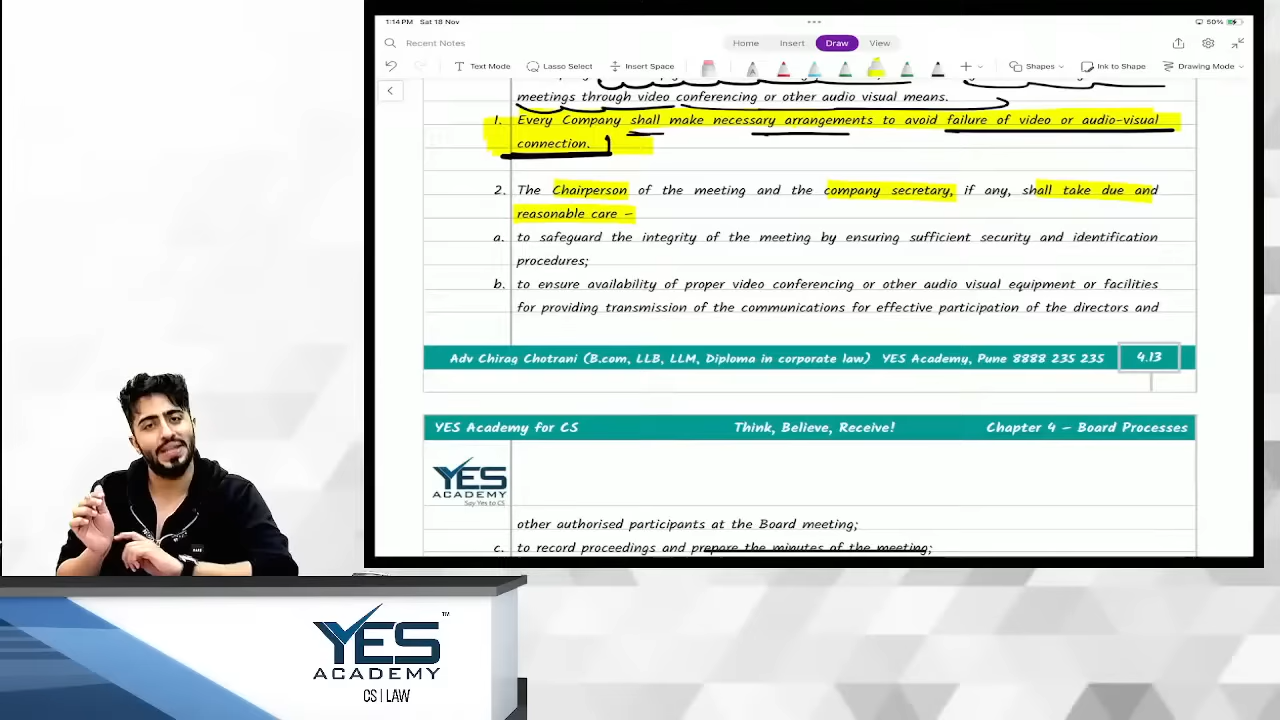 1:14 PM Sat 18 Nov
50%
Recent Notes
Home Insert Draw View
Text Mode Lasso Select Insert Space Shapes Ink to Shape Drawing Mode
meetings through video conferencing or other audio visual means.
1. Every Company shall make necessary arrangements to avoid failure of video or audio-visual
connection.
2. The Chairperson of the meeting and the company secretary, if any, shall take due and
reasonable care –
a. to safeguard the integrity of the meeting by ensuring sufficient security and identification
procedures;
b. to ensure availability of proper video conferencing or other audio visual equipment or facilities
for providing transmission of the communications for effective participation of the directors and
Adv Chirag Chotrani (B.com, LLB, LLM, Diploma in corporate law) YES Academy, Pune 8888 235 235 4.13
YES Academy for CS Think, Believe, Receive! Chapter 4 – Board Processes
YES
ACADEMY
Say Yes to CS
other authorised participants at the Board meeting;
c. to record proceedings and prepare the minutes of the meeting;
YES™
ACADEMY
CS | LAW